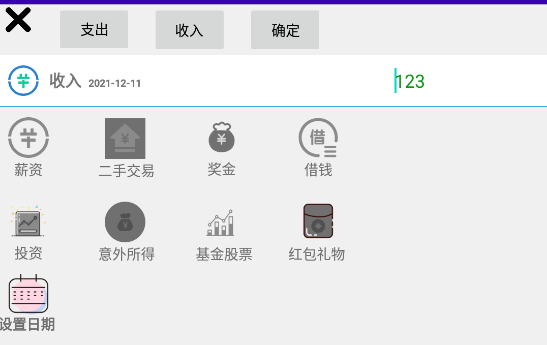 支出 收入 确定
收入 2021-12-11 123
薪资 二手交易 奖金 借钱
投资 意外所得 基金股票 红包礼物
设置日期